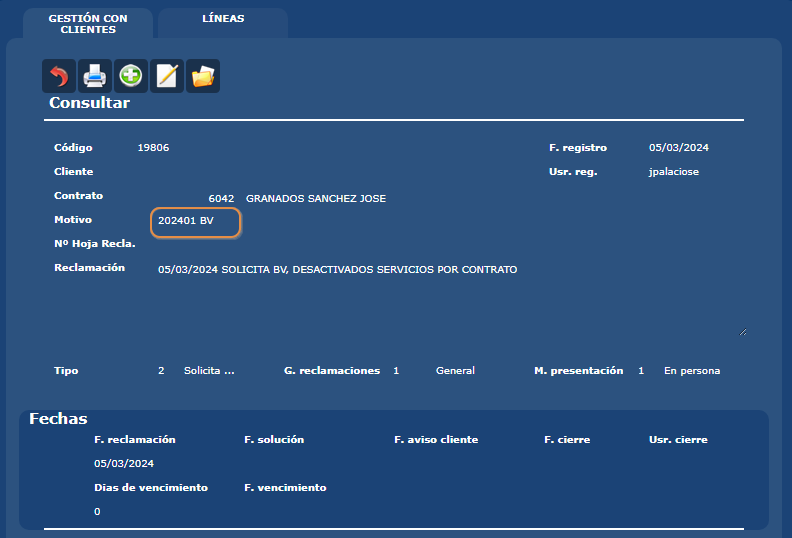 GESTIÓN CON
CLIENTES
LÍNEAS
Consultar
Código 19806 F. registro 05/03/2024
Cliente Usr. reg. jpalaciose
Contrato 6042 GRANADOS SANCHEZ JOSE
Motivo 202401 BV
Nº Hoja Recla.
Reclamación 05/03/2024 SOLICITA BV, DESACTIVADOS SERVICIOS POR CONTRATO
Tipo 2 Solicita ... G. reclamaciones 1 General M. presentación 1 En persona
Fechas
F. reclamación F. solución F. aviso cliente F. cierre Usr. cierre
05/03/2024
Dias de vencimiento F. vencimiento
0